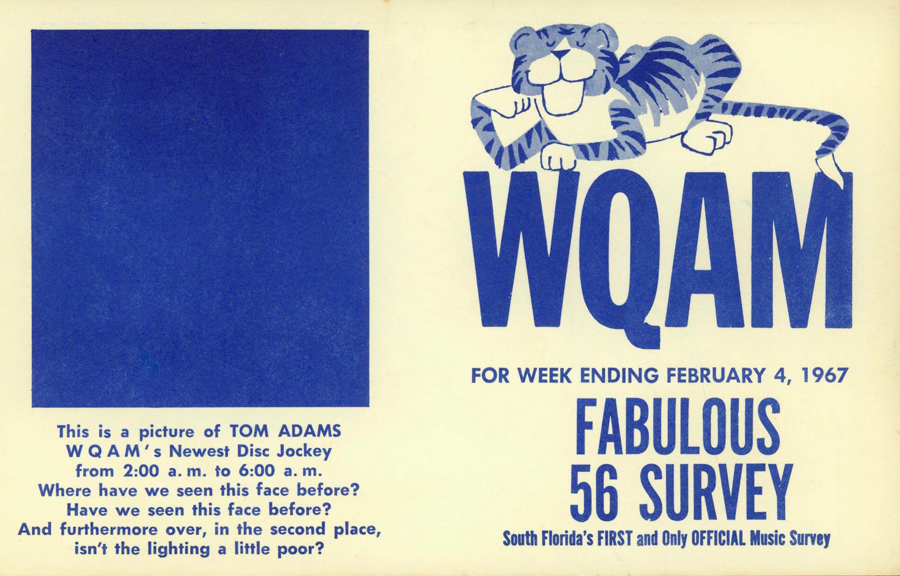 This is a picture of TOM ADAMS
WQAM's Newest Disc Jockey
from 2:00 a.m. to 6:00 a.m.
Where have we seen this face before?
Have we seen this face before?
And furthermore over, in the second place,
isn't the lighting a little poor?
WQAM
FOR WEEK ENDING FEBRUARY 4, 1967
FABULOUS
56 SURVEY
South Florida's FIRST and Only OFFICIAL Music Survey